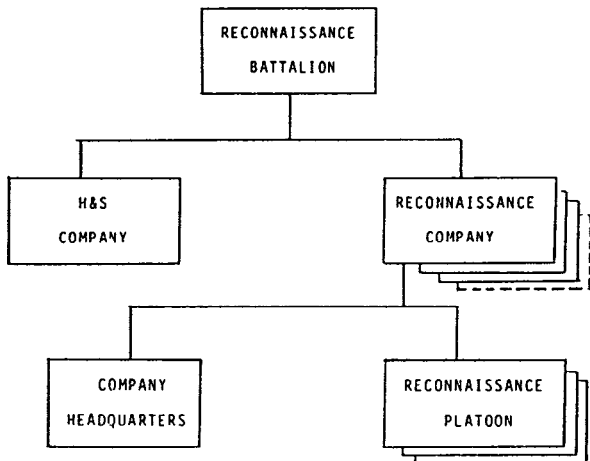 RECONNAISSANCE
BATTALION
H&S
COMPANY
RECONNAISSANCE
COMPANY
COMPANY
HEADQUARTERS
RECONNAISSANCE
PLATOON